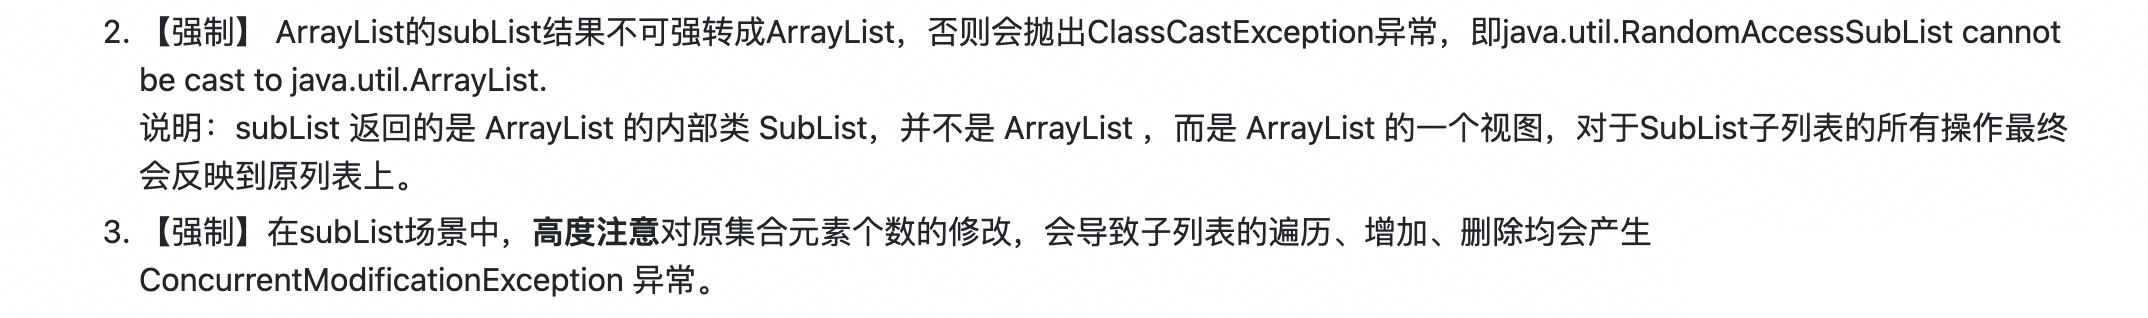 2. 【强制】 ArrayList的subList结果不可强转成ArrayList，否则会抛出ClassCastException异常，即java.util.RandomAccessSubList cannot
be cast to java.util.ArrayList.
说明：subList 返回的是 ArrayList 的内部类 SubList，并不是 ArrayList ，而是 ArrayList 的一个视图，对于SubList子列表的所有操作最终
会反映到原列表上。
3. 【强制】在subList场景中，高度注意对原集合元素个数的修改，会导致子列表的遍历、增加、删除均会产生
ConcurrentModificationException 异常。